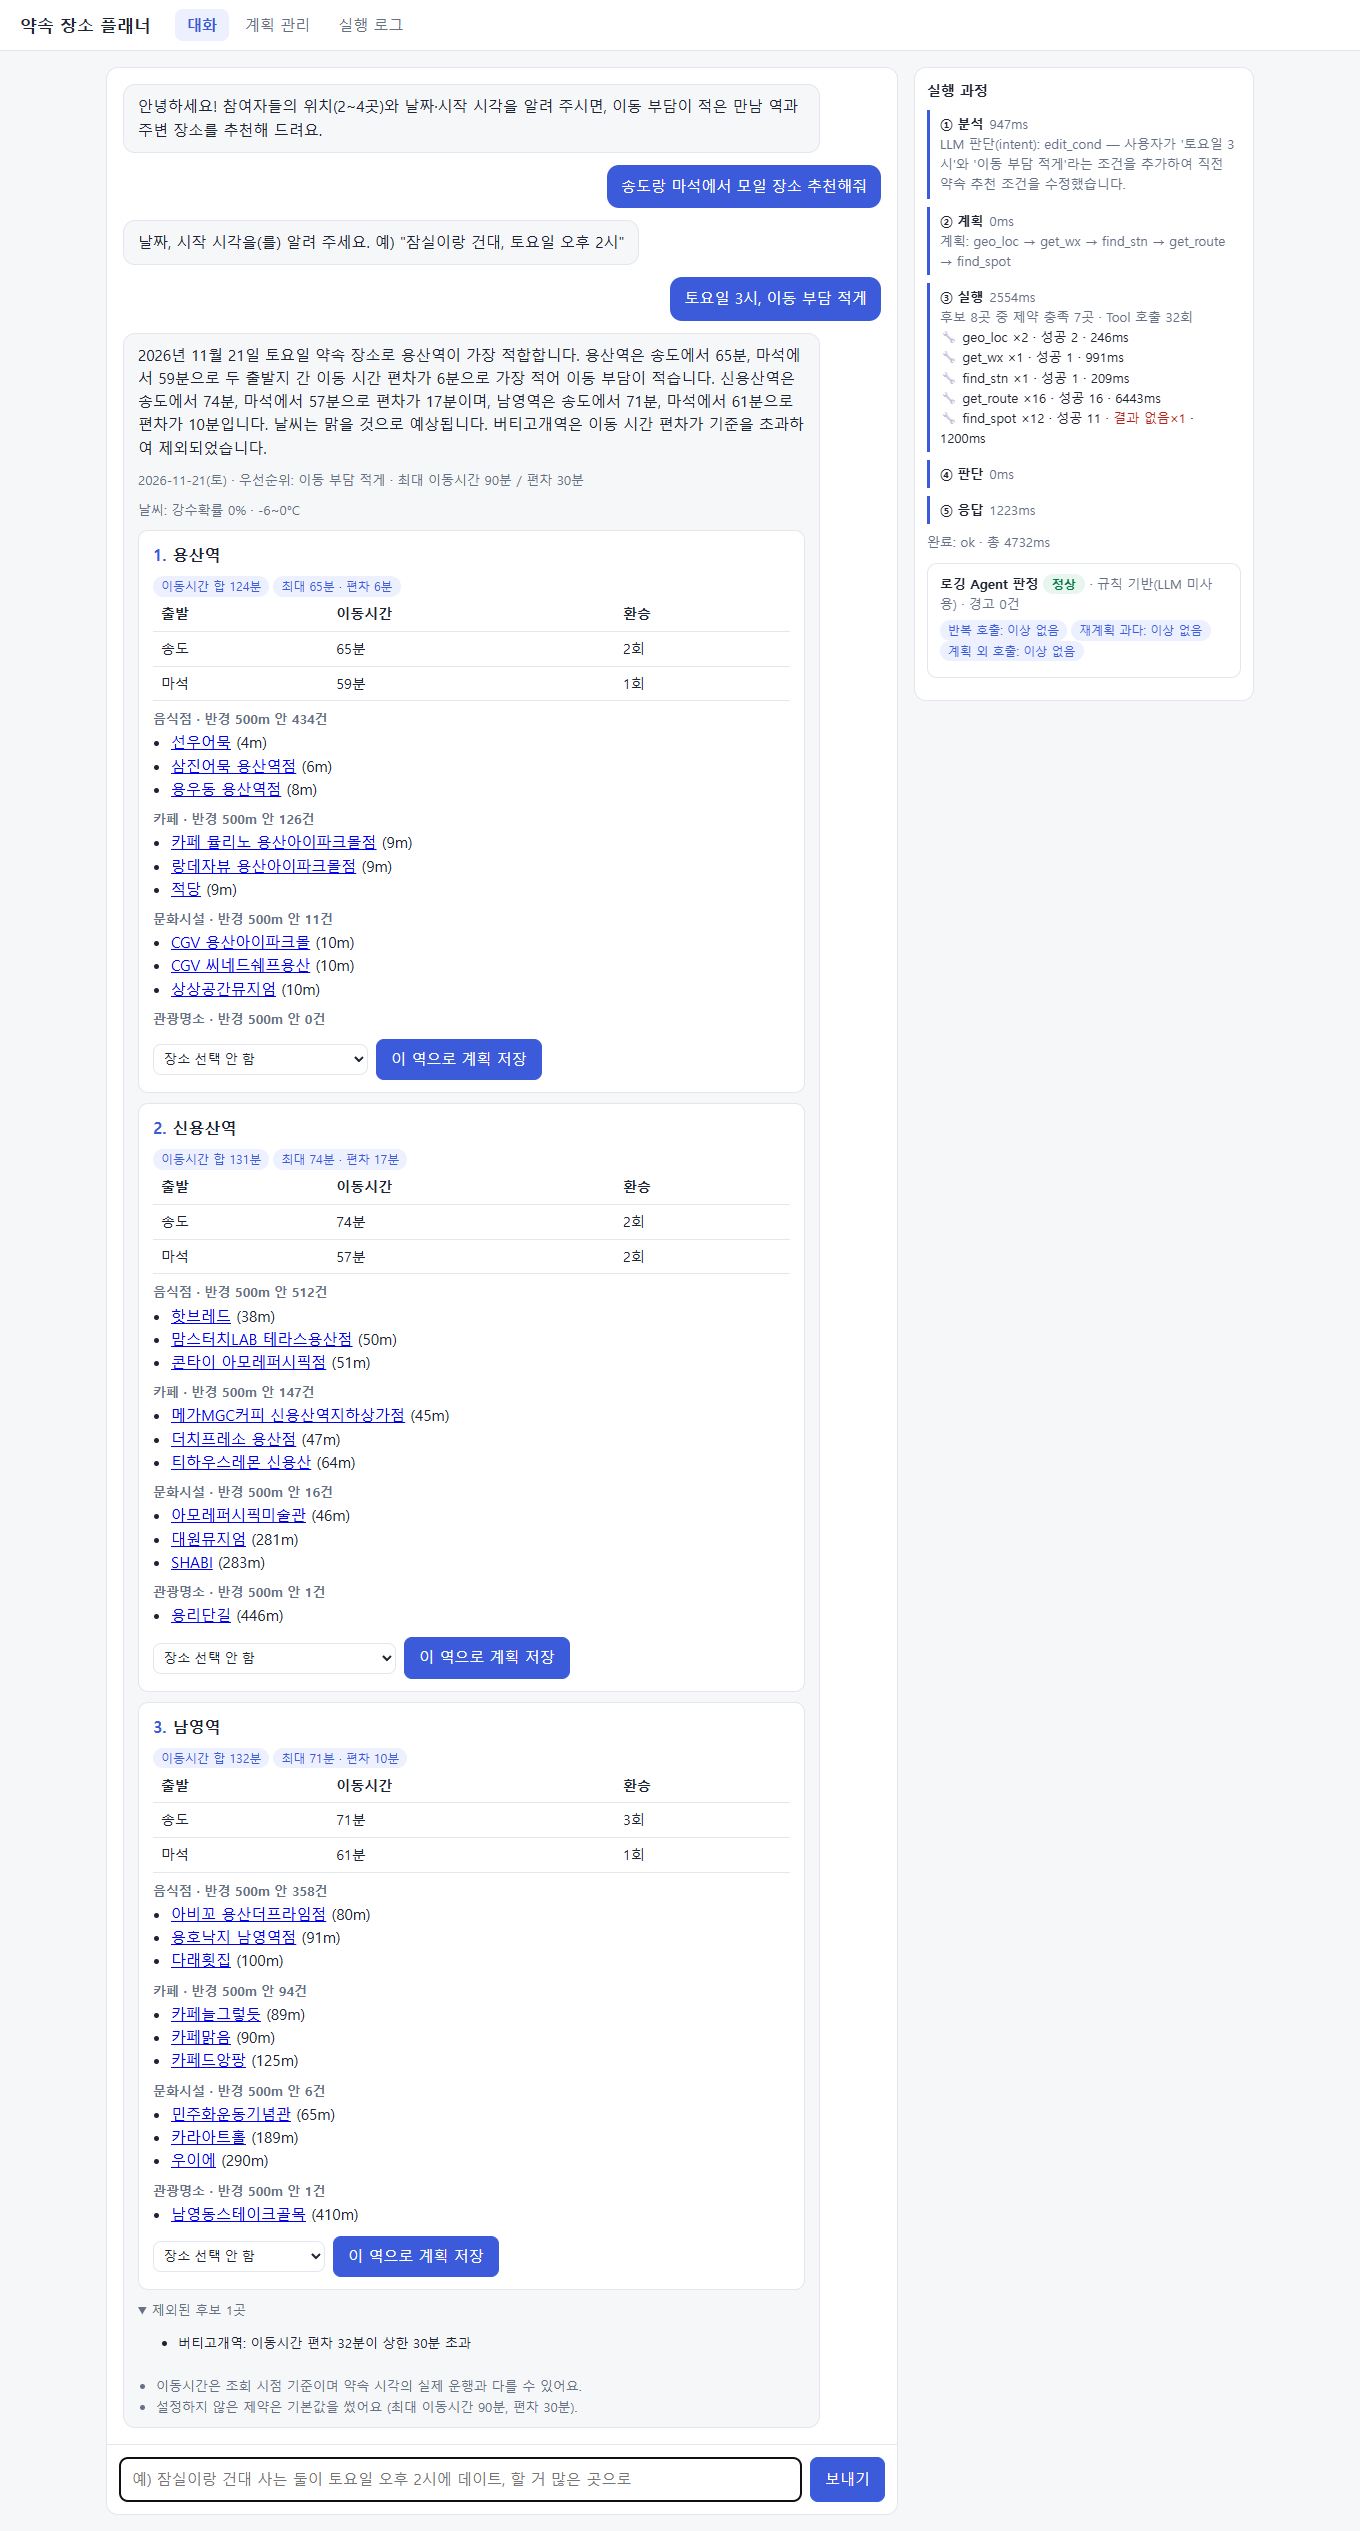 약속 장소 플래너 대화 계획 관리 실행 로그
안녕하세요! 참여자들의 위치(2~4곳)와 날짜·시작 시각을 알려 주시면, 이동 부담이 적은 만남 역과
주변 장소를 추천해 드려요.
송도랑 마석에서 모일 장소 추천해줘
날짜, 시작 시각을(를) 알려 주세요. 예) "잠실이랑 건대, 토요일 오후 2시"
토요일 3시, 이동 부담 적게
2026년 11월 21일 토요일 약속 장소로 용산역이 가장 적합합니다. 용산역은 송도에서 65분, 마석에
서 59분으로 두 출발지 간 이동 시간 편차가 6분으로 가장 적어 이동 부담이 적습니다. 신용산역은
송도에서 74분, 마석에서 57분으로 편차가 17분이며, 남영역은 송도에서 71분, 마석에서 61분으로
편차가 10분입니다. 날씨는 맑을 것으로 예상됩니다. 버티고개역은 이동 시간 편차가 기준을 초과하
여 제외되었습니다.
2026-11-21(토) · 우선순위: 이동 부담 적게 · 최대 이동시간 90분 / 편차 30분
날씨: 강수확률 0% · -6~0°C
1. 용산역
이동시간 합 124분 최대 65분 · 편차 6분
출발 이동시간 환승
송도 65분 2회
마석 59분 1회
음식점 · 반경 500m 안 434건
• 선우어묵 (4m)
• 삼진어묵 용산역점 (6m)
• 용우동 용산역점 (8m)
카페 · 반경 500m 안 126건
• 카페 뮬리노 용산아이파크몰점 (9m)
• 랑데자뷰 용산아이파크몰점 (9m)
• 적당 (9m)
문화시설 · 반경 500m 안 11건
• CGV 용산아이파크몰 (10m)
• CGV 씨네드쉐프용산 (10m)
• 상상공간뮤지엄 (10m)
관광명소 · 반경 500m 안 0건
장소 선택 안 함 이 역으로 계획 저장
2. 신용산역
이동시간 합 131분 최대 74분 · 편차 17분
출발 이동시간 환승
송도 74분 2회
마석 57분 2회
음식점 · 반경 500m 안 512건
• 핫브레드 (38m)
• 맘스터치LAB 테라스용산점 (50m)
• 콘타이 아모레퍼시픽점 (51m)
카페 · 반경 500m 안 147건
• 메가MGC커피 신용산역지하상가점 (45m)
• 더치프레소 용산점 (47m)
• 티하우스레몬 신용산 (64m)
문화시설 · 반경 500m 안 16건
• 아모레퍼시픽미술관 (46m)
• 대원뮤지엄 (281m)
• SHABI (283m)
관광명소 · 반경 500m 안 1건
• 용리단길 (446m)
장소 선택 안 함 이 역으로 계획 저장
3. 남영역
이동시간 합 132분 최대 71분 · 편차 10분
출발 이동시간 환승
송도 71분 3회
마석 61분 1회
음식점 · 반경 500m 안 358건
• 아비꼬 용산더프라임점 (80m)
• 용호낙지 남영역점 (91m)
• 다래횟집 (100m)
카페 · 반경 500m 안 94건
• 카페늘그렇듯 (89m)
• 카페맑음 (90m)
• 카페드앙팡 (125m)
문화시설 · 반경 500m 안 6건
• 민주화운동기념관 (65m)
• 카라아트홀 (189m)
• 우이에 (290m)
관광명소 · 반경 500m 안 1건
• 남영동스테이크골목 (410m)
장소 선택 안 함 이 역으로 계획 저장
▼ 제외된 후보 1곳
• 버티고개역: 이동시간 편차 32분이 상한 30분 초과
• 이동시간은 조회 시점 기준이며 약속 시각의 실제 운행과 다를 수 있어요.
• 설정하지 않은 제약은 기본값을 썼어요 (최대 이동시간 90분, 편차 30분).
예) 잠실이랑 건대 사는 둘이 토요일 오후 2시에 데이트, 할 거 많은 곳으로 보내기
실행 과정
① 분석 947ms
LLM 판단(intent): edit_cond — 사용자가 '토요일 3
시'와 '이동 부담 적게'라는 조건을 추가하여 직전
약속 추천 조건을 수정했습니다.
② 계획 0ms
계획: geo_loc → get_wx → find_stn → get_route
→ find_spot
③ 실행 2554ms
후보 8곳 중 제약 충족 7곳 · Tool 호출 32회
geo_loc ×2 · 성공 2 · 246ms
get_wx ×1 · 성공 1 · 991ms
find_stn ×1 · 성공 1 · 209ms
get_route ×16 · 성공 16 · 6443ms
find_spot ×12 · 성공 11 · 결과 없음×1 ·
1200ms
④ 판단 0ms
⑤ 응답 1223ms
완료: ok · 총 4732ms
로깅 Agent 판정 정상 · 규칙 기반(LLM 미사
용) · 경고 0건
반복 호출: 이상 없음 재계획 과다: 이상 없음
계획 외 호출: 이상 없음